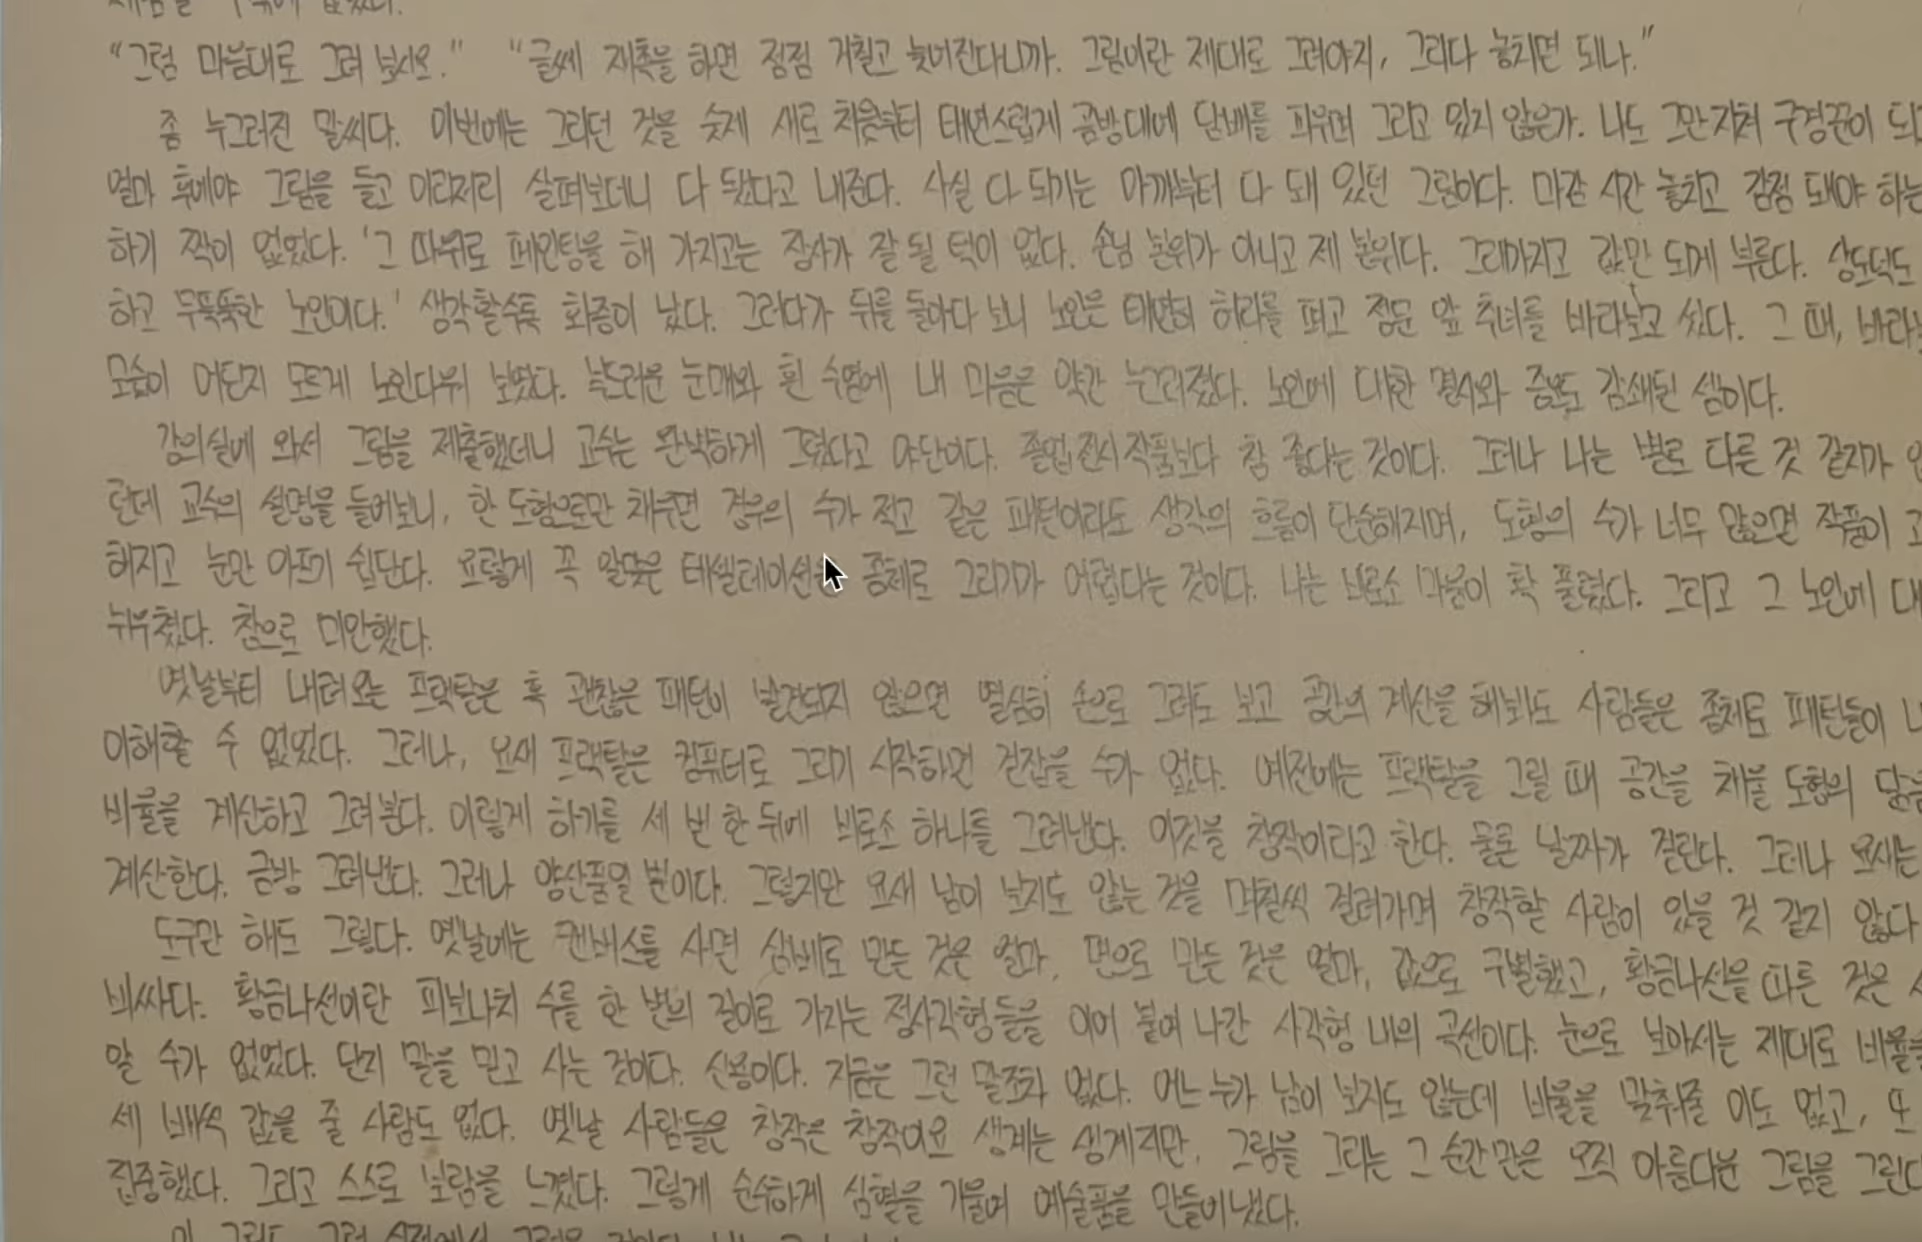 "그럼 마음대로 그려 보시오." "글쎄 재촉을 하면 점점 거칠고 늦어진다니까. 그림이란 제대로 그려야지, 그리다 놓치면 되나."
좀 누그러진 말씨다. 이번에는 그리던 것을 숫제 새로 처음부터 태연스럽게 곰방대에 담배를 피우며 그리고 있지 않은가. 나도 그만 지쳐 구경꾼이 되
얼마 후에야 그림을 들고 이리저리 살펴보더니 다 됐다고 내준다. 사실 다 되기는 아까부터 다 돼 있던 그림이다. 마감 시간 놓치고 감점 돼야 하는
하기 짝이 없었다. '그 따위로 페인팅을 해 가지고는 장사가 잘 될 턱이 없다. 손님 본위가 아니고 제 본위다. 그래가지고 값만 되게 부른다. 상도덕도
하고 무뚝뚝한 노인이다.' 생각할수록 화증이 났다. 그러다가 뒤를 돌아다 보니 노인은 태연히 허리를 펴고 정문 앞 추녀를 바라보고 섰다. 그 때, 바라
모습이 어딘지 모르게 노인다워 보였다. 부드러운 눈매와 흰 수염에 내 마음은 약간 누그러졌다. 노인에 대한 멸시와 증오도 감쇄된 셈이다.
강의실에 와서 그림을 제출했더니 교수는 완벽하게 그렸다고 야단이다. 졸업전시작품보다 참 좋다는 것이다. 그러나 나는 별로 다른 것 같지가
런데 교수의 설명을 들어보니, 한 도형으로만 채우면 경우의 수가 적고 같은 패턴이라도 생각의 흐름이 단순해지며, 도형의 수가 너무 많으면 작품이
해지고 눈만 아프기 쉽단다. 요렇게 꼭 알맞은 테셀레이션은 좀체로 그리기가 어렵다는 것이다. 나는 비로소 마음이 확 풀렸다. 그리고 그 노인에 대
뉘우쳤다. 참으로 미안했다.
옛날부터 내려오는 프랙탈은 혹 괜찮은 패턴이 발견되지 않으면 열심히 손으로 그려도 보고 공간의 계산을 해봐도 사람들은 좀체로 패턴들이
이해할 수 없었다. 그러나, 요새 프랙탈은 컴퓨터로 그리기 시작하면 걷잡을 수가 없다. 예전에는 프랙탈을 그릴 때 공간을 채울 도형의 닮음
비율을 계산하고 그려본다. 이렇게 하기를 세 번 한 뒤에 비로소 하나를 그려낸다. 이것을 창작이라고 한다. 물론 날짜가 걸린다. 그러나 요새는
계산한다. 금방 그려낸다. 그러나 양산품일 뿐이다. 그렇지만 요새 남이 보지도 않는 것을 며칠씩 걸려가며 창작할 사람이 있을 것 같지 않다
도구만 해도 그렇다. 옛날에는 캔버스를 사면 삼베로 만든 것은 얼마, 면으로 만든 것은 얼마, 값으로 구별했고, 황금나선을 따른 것은
비싸다. 황금나선이란 피보나치 수를 한 변의 길이로 가지는 정사각형들을 이어 붙여 나간 사각형 내의 곡선이다. 눈으로 보아서는 제대로 비율을
알 수가 없었다. 단지 말을 믿고 사는 것이다. 신용이다. 지금은 그런 말조차 없다. 어느 누가 남이 보지도 않는데 비율을 맞춰줄 이도 없고, 또
세 배씩 값을 줄 사람도 없다. 옛날 사람들은 창작은 창작이요 생계는 생계지만, 그림을 그리는 그 순간만은 오직 아름다운 그림을 그린다
집중했다. 그리고 스스로 보람을 느꼈다. 그렇게 순수하게 심혈을 기울여 예술품을 만들어냈다.